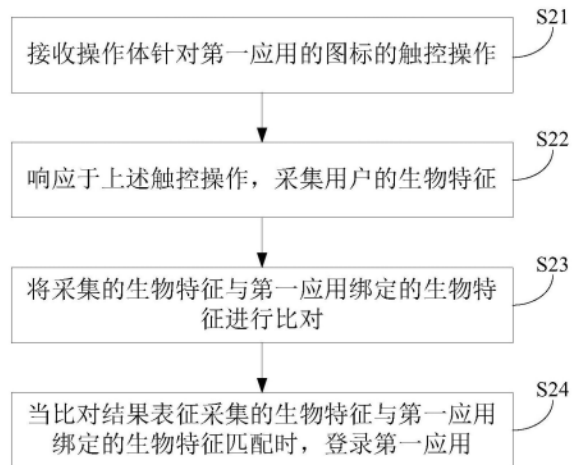 S21
接收操作体针对第一应用的图标的触控操作
S22
响应于上述触控操作，采集用户的生物特征
S23
将采集的生物特征与第一应用绑定的生物特
征进行比对
S24
当比对结果表征采集的生物特征与第一应用
绑定的生物特征匹配时，登录第一应用